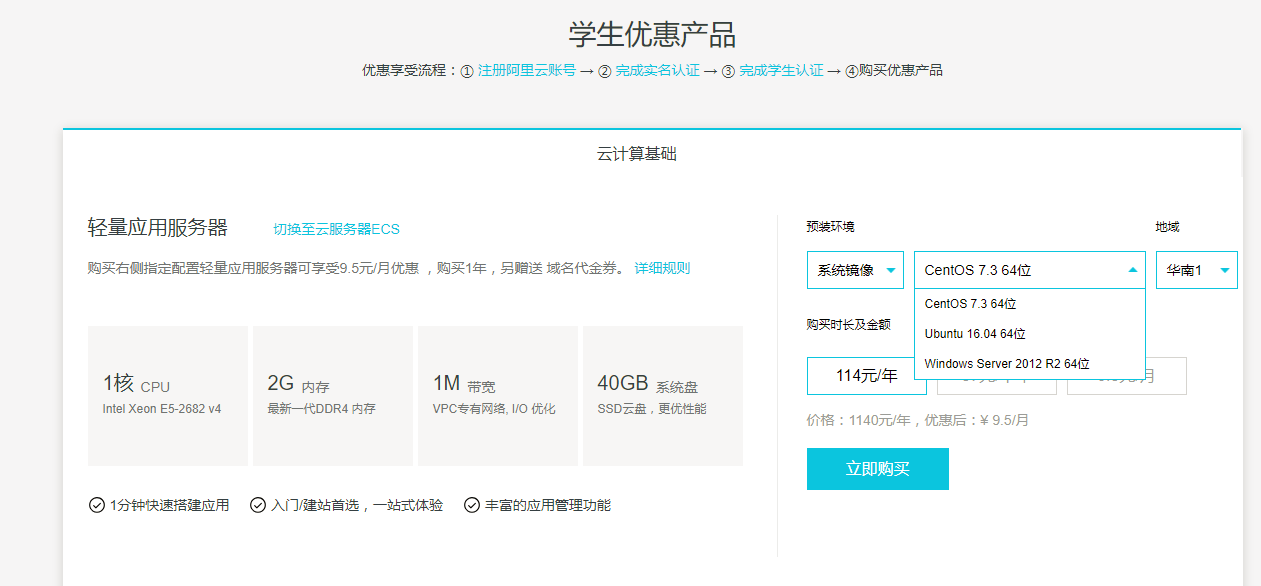 学生优惠产品
优惠享受流程：① 注册阿里云账号 → ② 完成实名认证 → ③ 完成学生认证 → ④购买优惠产品
云计算基础
轻量应用服务器 切换至云服务器ECS
购买右侧指定配置轻量应用服务器可享受9.5元/月优惠 ，购买1年，另赠送 域名代金券。 详细规则
1核 CPU
Intel Xeon E5-2682 v4
2G 内存
最新一代DDR4 内存
1M 带宽
VPC专有网络, I/O 优化
40GB 系统盘
SSD云盘，更优性能
1分钟快速搭建应用 入门/建站首选，一站式体验 丰富的应用管理功能
预装环境 地域
系统镜像 CentOS 7.3 64位 华南1
CentOS 7.3 64位
Ubuntu 16.04 64位
Windows Server 2012 R2 64位
购买时长及金额
114元/年
价格：1140元/年，优惠后：¥ 9.5/月
立即购买